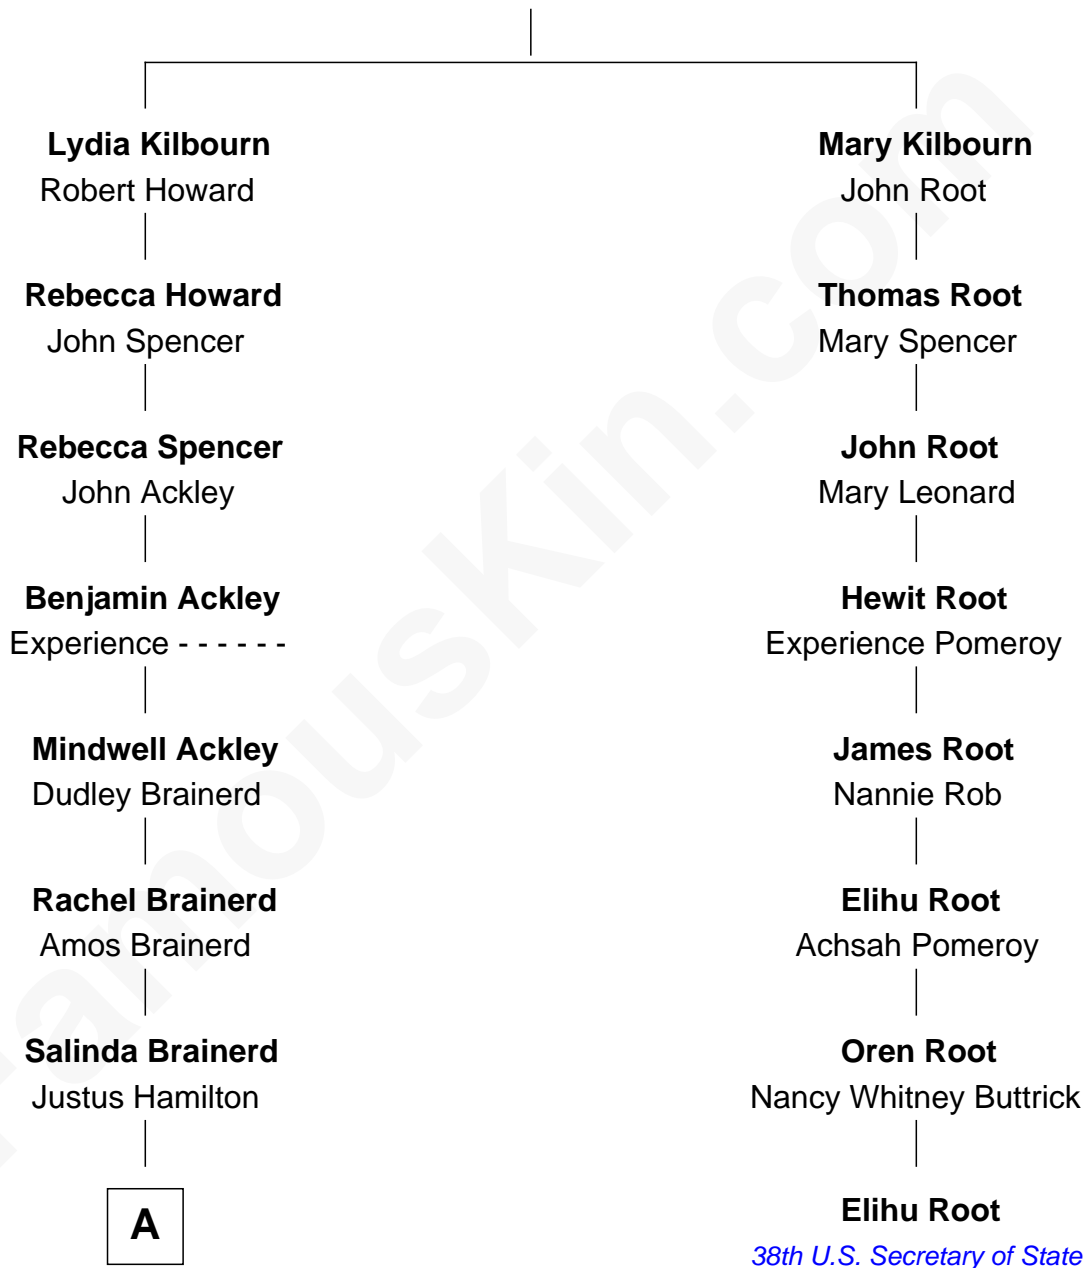 Lydia Kilbourn
Robert Howard
Rebecca Howard
John Spencer
Rebecca Spencer
John Ackley
Benjamin Ackley
Experience - - - - - -
Mindwell Ackley
Dudley Brainerd
Rachel Brainerd
Amos Brainerd
Salinda Brainerd
Justus Hamilton
A
Mary Kilbourn
John Root
Thomas Root
Mary Spencer
John Root
Mary Leonard
Hewit Root
Experience Pomeroy
James Root
Nannie Rob
Elihu Root
Achsah Pomeroy
Oren Root
Nancy Whitney Buttrick
Elihu Root
38th U.S. Secretary of State
FamousKin.com